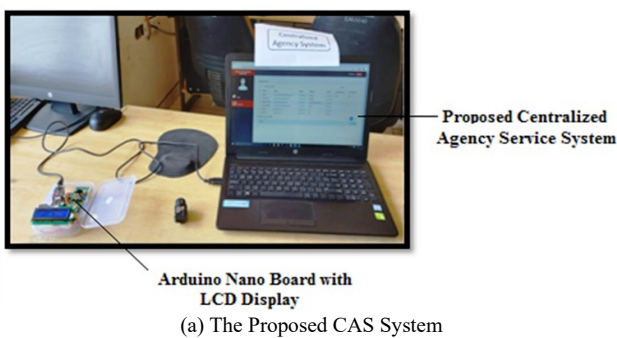 Centralized
Agency System
Proposed Centralized
Agency Service System
Arduino Nano Board with
LCD Display
(a) The Proposed CAS System